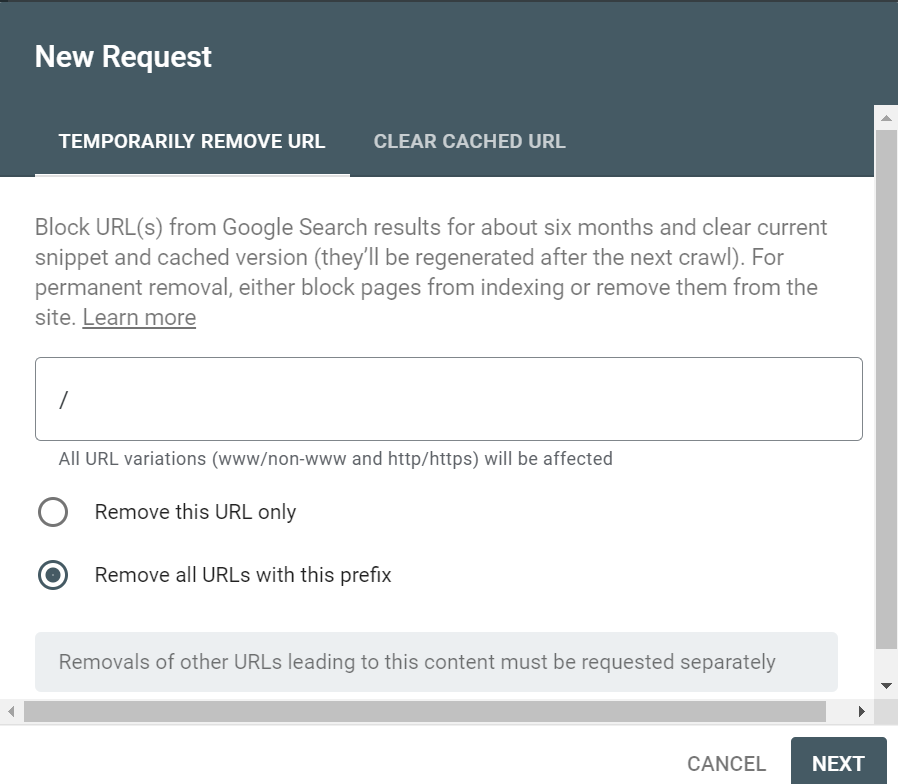 New Request
TEMPORARILY REMOVE URL
CLEAR CACHED URL
Block URL(s) from Google Search results for about six months and clear current
snippet and cached version (they’ll be regenerated after the next crawl). For
permanent removal, either block pages from indexing or remove them from the
site. Learn more
/
All URL variations (www/non-www and http/https) will be affected
Remove this URL only
Remove all URLs with this prefix
Removals of other URLs leading to this content must be requested separately
CANCEL
NEXT